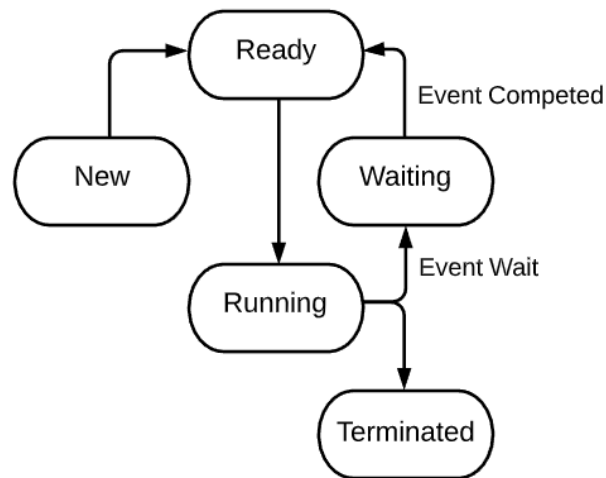 Ready
Event Competed
New
Waiting
Event Wait
Running
Terminated